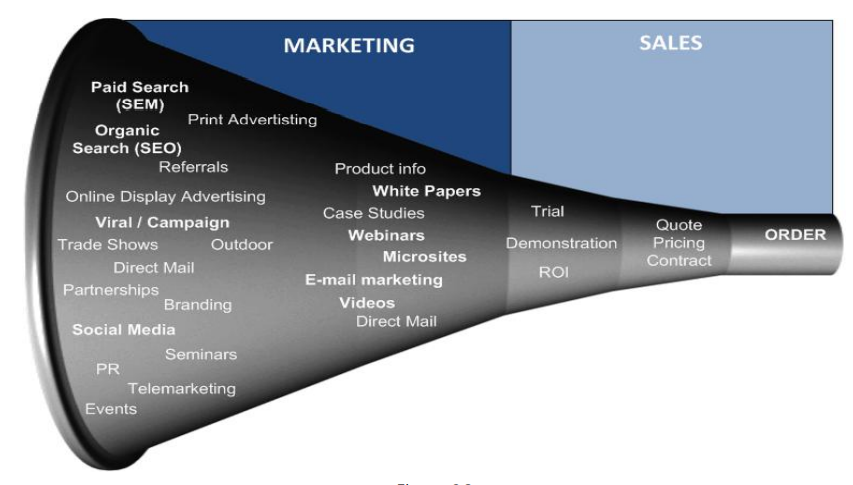 MARKETING
SALES
Paid Search
(SEM)
Print Advertisting
Organic
Search (SEO)
Referrals
Online Display Advertising
Viral / Campaign
Trade Shows
Outdoor
Direct Mail
Partnerships
Branding
Social Media
Seminars
PR
Telemarketing
Events
Product info
White Papers
Case Studies
Webinars
Microsites
E-mail marketing
Videos
Direct Mail
Trial
Demonstration
ROI
Quote
Pricing
Contract
ORDER